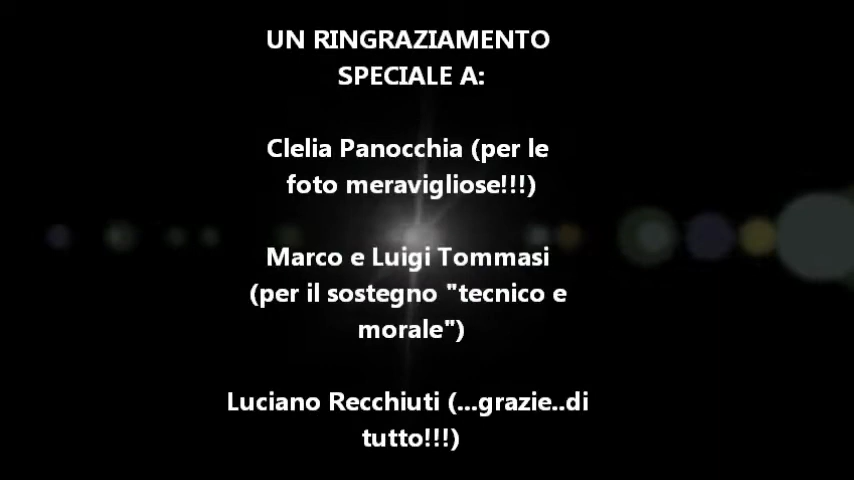 UN RINGRAZIAMENTO
SPECIALE A:
Clelia Panocchia (per le
foto meravigliose!!!)
Marco e Luigi Tommasi
(per il sostegno "tecnico e
morale")
Luciano Recchiuti (...grazie..di
tutto!!!)